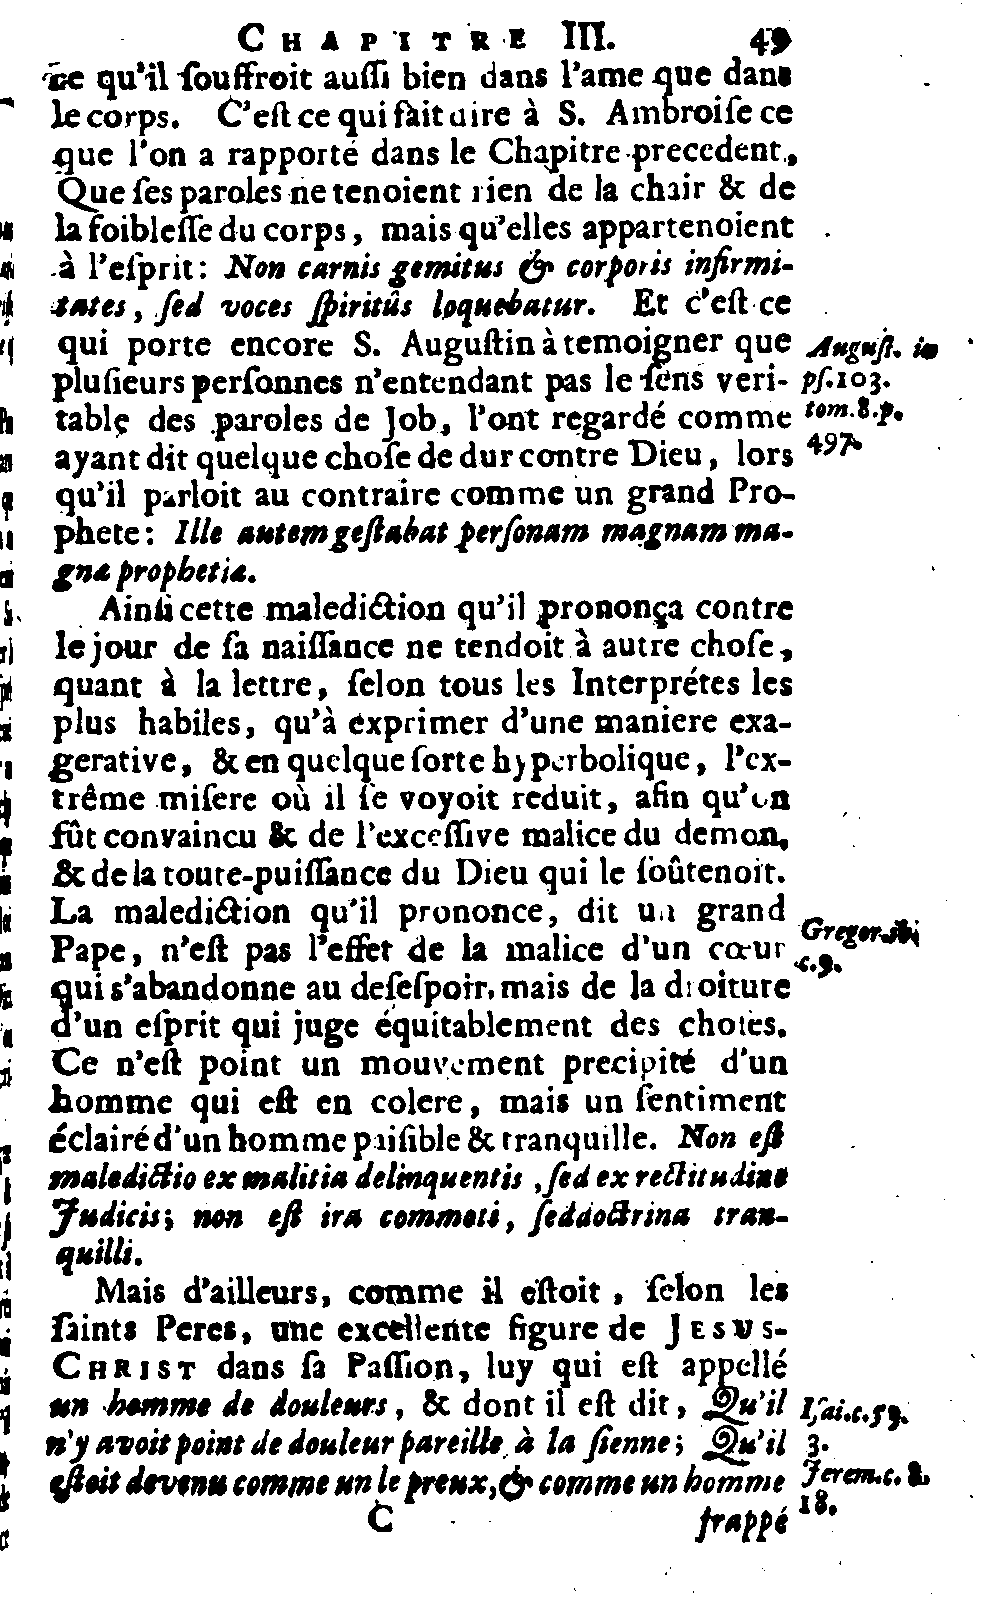 CHAPITRE III. 49
ce qu'il ſouffroit auſſi bien dans l'ame que dans
le corps. C'eſt ce qui fait dire à S. Ambroiſe ce
que l'on a rapporté dans le Chapitre precedent,
Que ſes paroles ne tenoient rien de la chair & de
la foibleſſe du corps, mais qu'elles appartenoient
à l'eſprit: Non carnis gemitus & corporis infirmi-
tates, ſed voces ſpiritûs loquebatur. Et c'eſt ce
qui porte encore S. Auguſtin à temoigner que
Auguſt. in
pluſieurs perſonnes n'entendant pas le ſens veri-
pſ. 103.
table des paroles de Job, l'ont regardé comme
tom. 8. p.
ayant dit quelque choſe de dur contre Dieu, lors
497.
qu'il parloit au contraire comme un grand Pro-
phete: Ille autem geſtabat perſonam magnam ma-
gna prophetia.
Ainſi cette malediction qu'il prononça contre
le jour de ſa naiſſance ne tendoit à autre choſe,
quant à la lettre, ſelon tous les Interprétes les
plus habiles, qu'à exprimer d'une maniere exa-
gerative, & en quelque ſorte hyperbolique, l'ex-
trême miſere où il ſe voyoit reduit, afin qu'on
fût convaincu & de l'exceſſive malice du demon,
& de la toute-puiſſance du Dieu qui le ſoûtenoit.
La malediction qu'il prononce, dit un grand
Gregor.
Pape, n'eſt pas l'effet de la malice d'un cœur
c. 9.
qui s'abandonne au deſeſpoir, mais de la droiture
d'un eſprit qui juge équitablement des choſes.
Ce n'eſt point un mouvement precipité d'un
homme qui eſt en colere, mais un ſentiment
éclairé d'un homme paiſible & tranquille. Non eſt
maledictio ex malitia delinquentis, ſed ex rectitudine
Judicis; non eſt ira commoti, ſed doctrina tran-
quilli.
Mais d'ailleurs, comme il eſtoit, ſelon les
ſaints Peres, une excellente figure de JESUS-
CHRIST dans ſa Paſſion, luy qui eſt appellé
un homme de douleurs, & dont il eſt dit, Qu'il
Iſai. c. 53.
n'y avoit point de douleur pareille à la ſienne; Qu'il
3.
eſtoit devenu comme un lepreux, & comme un homme
Jerem. c. 8.
18.
C frappé